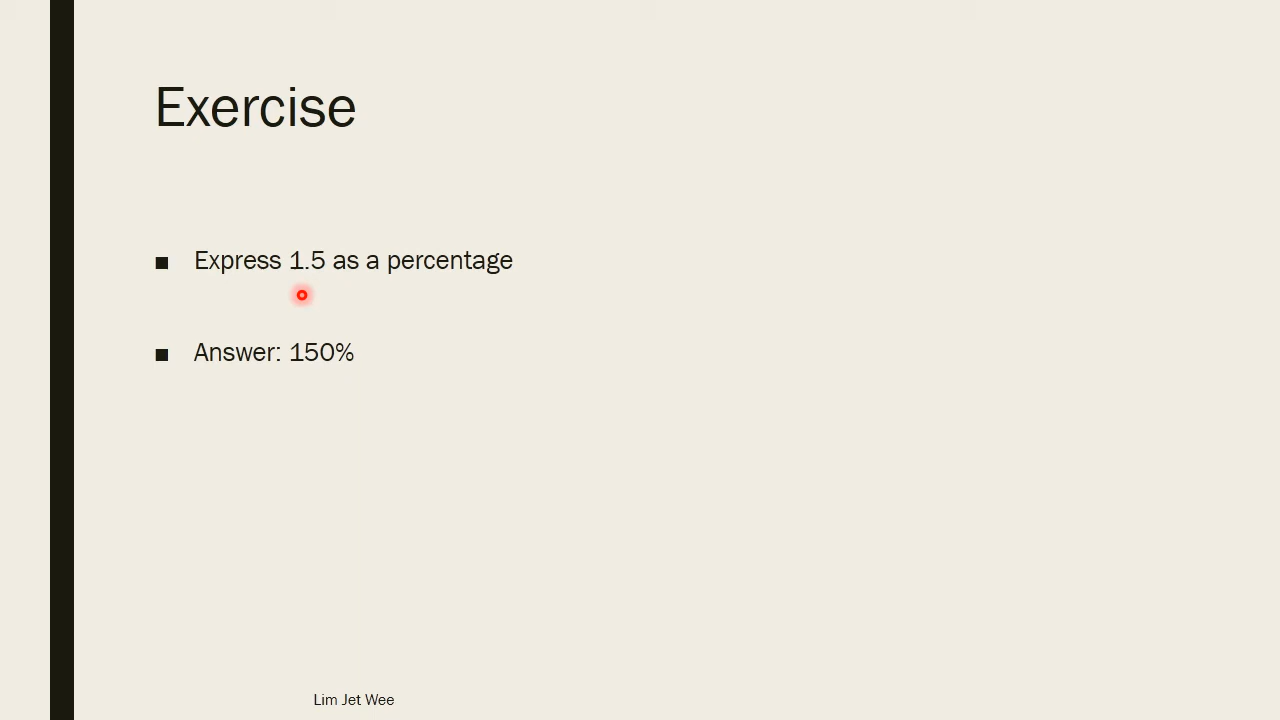 Exercise
■ Express 1.5 as a percentage
■ Answer: 150%
Lim Jet Wee